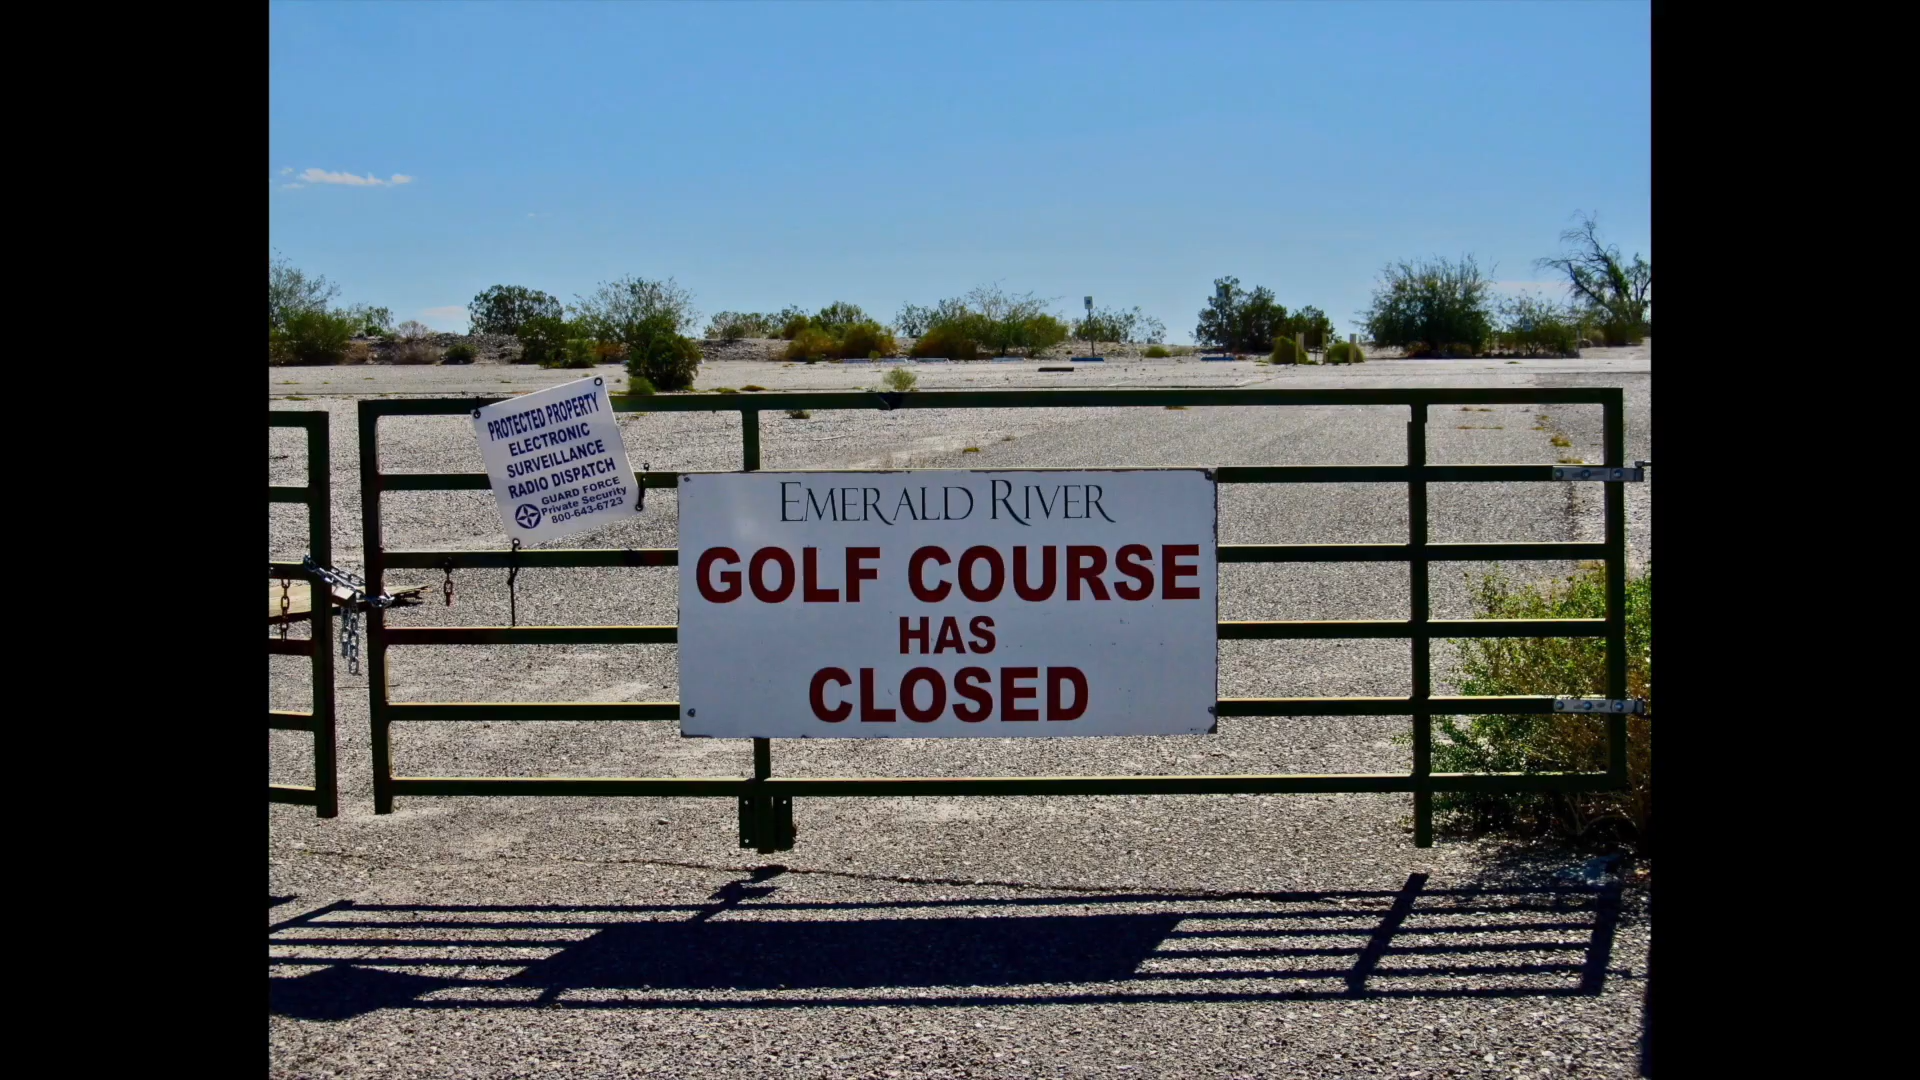 PROTECTED PROPERTY
ELECTRONIC
SURVEILLANCE
RADIO DISPATCH
GUARD FORCE
Private Security
800-643-6723
EMERALD RIVER
GOLF COURSE
HAS
CLOSED